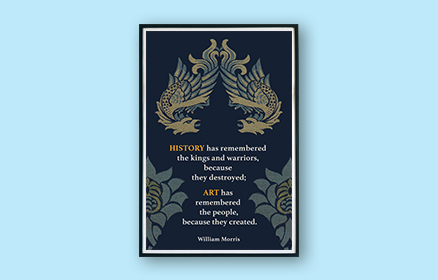 HISTORY has remembered
the kings and warriors,
because
they destroyed;
ART has
remembered
the people,
because they created.
William Morris